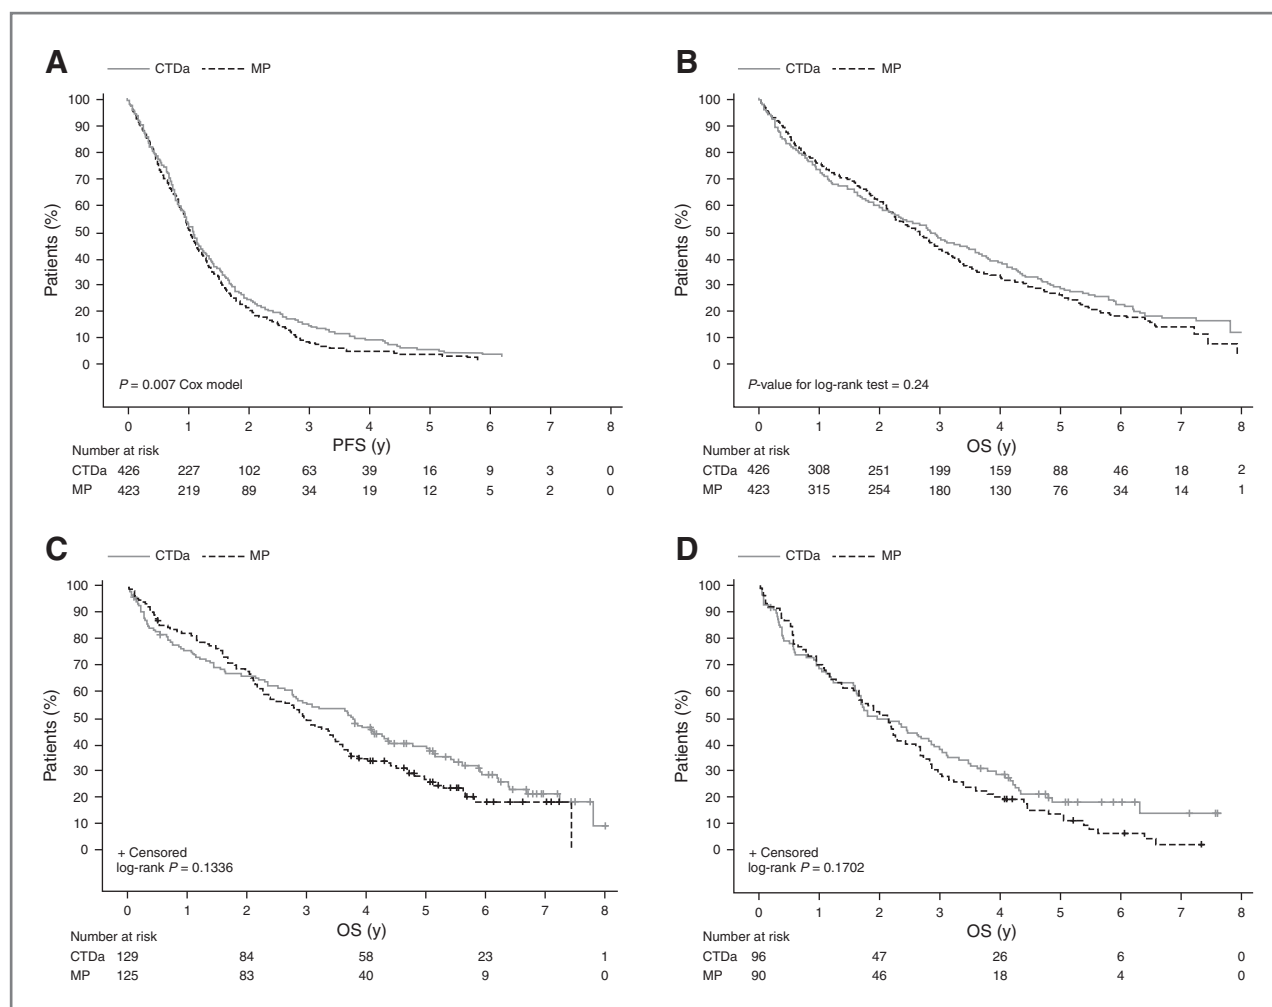 A
CTDa MP
100
90
80
70
60
50
40
30
20
10
0
Patients (%)
P = 0.007 Cox model
0 1 2 3 4 5 6 7 8
PFS (y)
Number at risk
CTDa 426 227 102 63 39 16 9 3 0
MP 423 219 89 34 19 12 5 2 0
B
CTDa MP
100
90
80
70
60
50
40
30
20
10
0
Patients (%)
P-value for log-rank test = 0.24
0 1 2 3 4 5 6 7 8
OS (y)
Number at risk
CTDa 426 308 251 199 159 88 46 18 2
MP 423 315 254 180 130 76 34 14 1
C
CTDa MP
100
90
80
70
60
50
40
30
20
10
0
Patients (%)
+ Censored
log-rank P = 0.1336
0 1 2 3 4 5 6 7 8
OS (y)
Number at risk
CTDa 129 84 58 23 1
MP 125 83 40 9 0
D
CTDa MP
100
90
80
70
60
50
40
30
20
10
0
Patients (%)
+ Censored
log-rank P = 0.1702
0 1 2 3 4 5 6 7 8
OS (y)
Number at risk
CTDa 96 47 26 6 0
MP 90 46 18 4 0